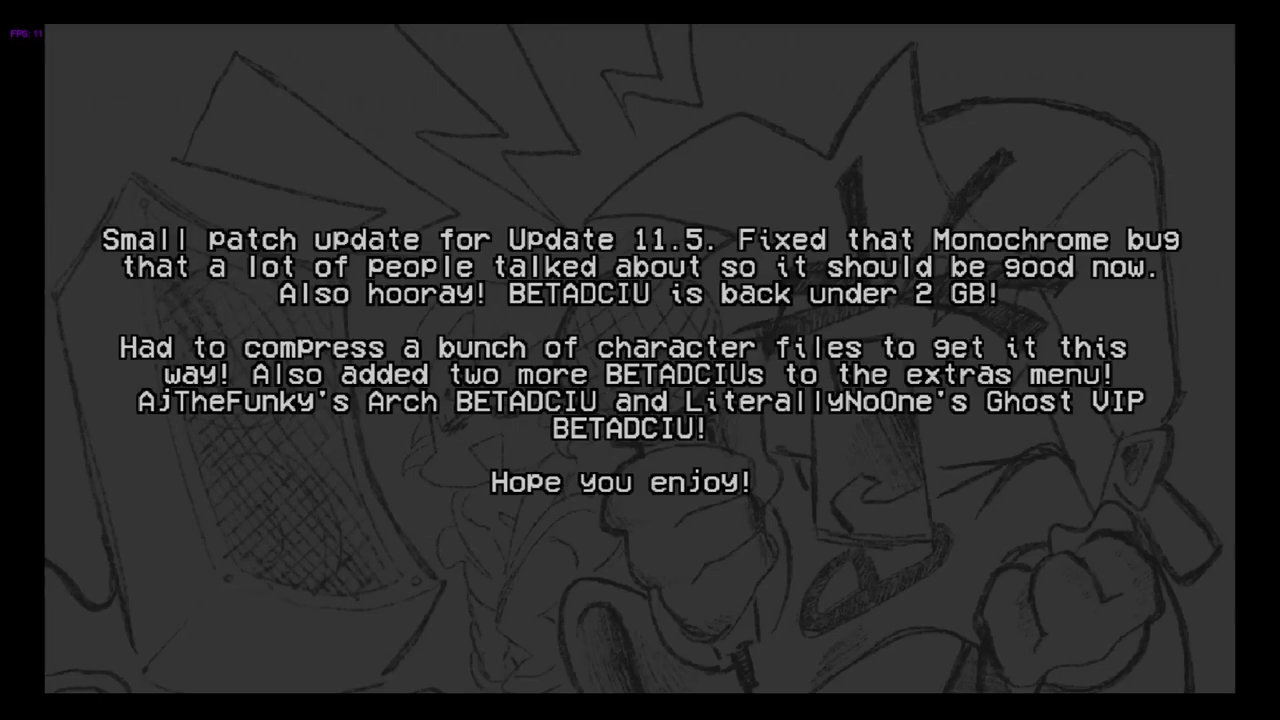 FPS: 11
Small patch update for Update 11.5. Fixed that Monochrome bug
that a lot of people talked about so it should be good now.
Also hooray! BETADCIU is back under 2 GB!
Had to compress a bunch of character files to get it this
way! Also added two more BETADCIUs to the extras menu!
AjTheFunky's Arch BETADCIU and LiterallyNoOne's Ghost VIP
BETADCIU!
Hope you enjoy!